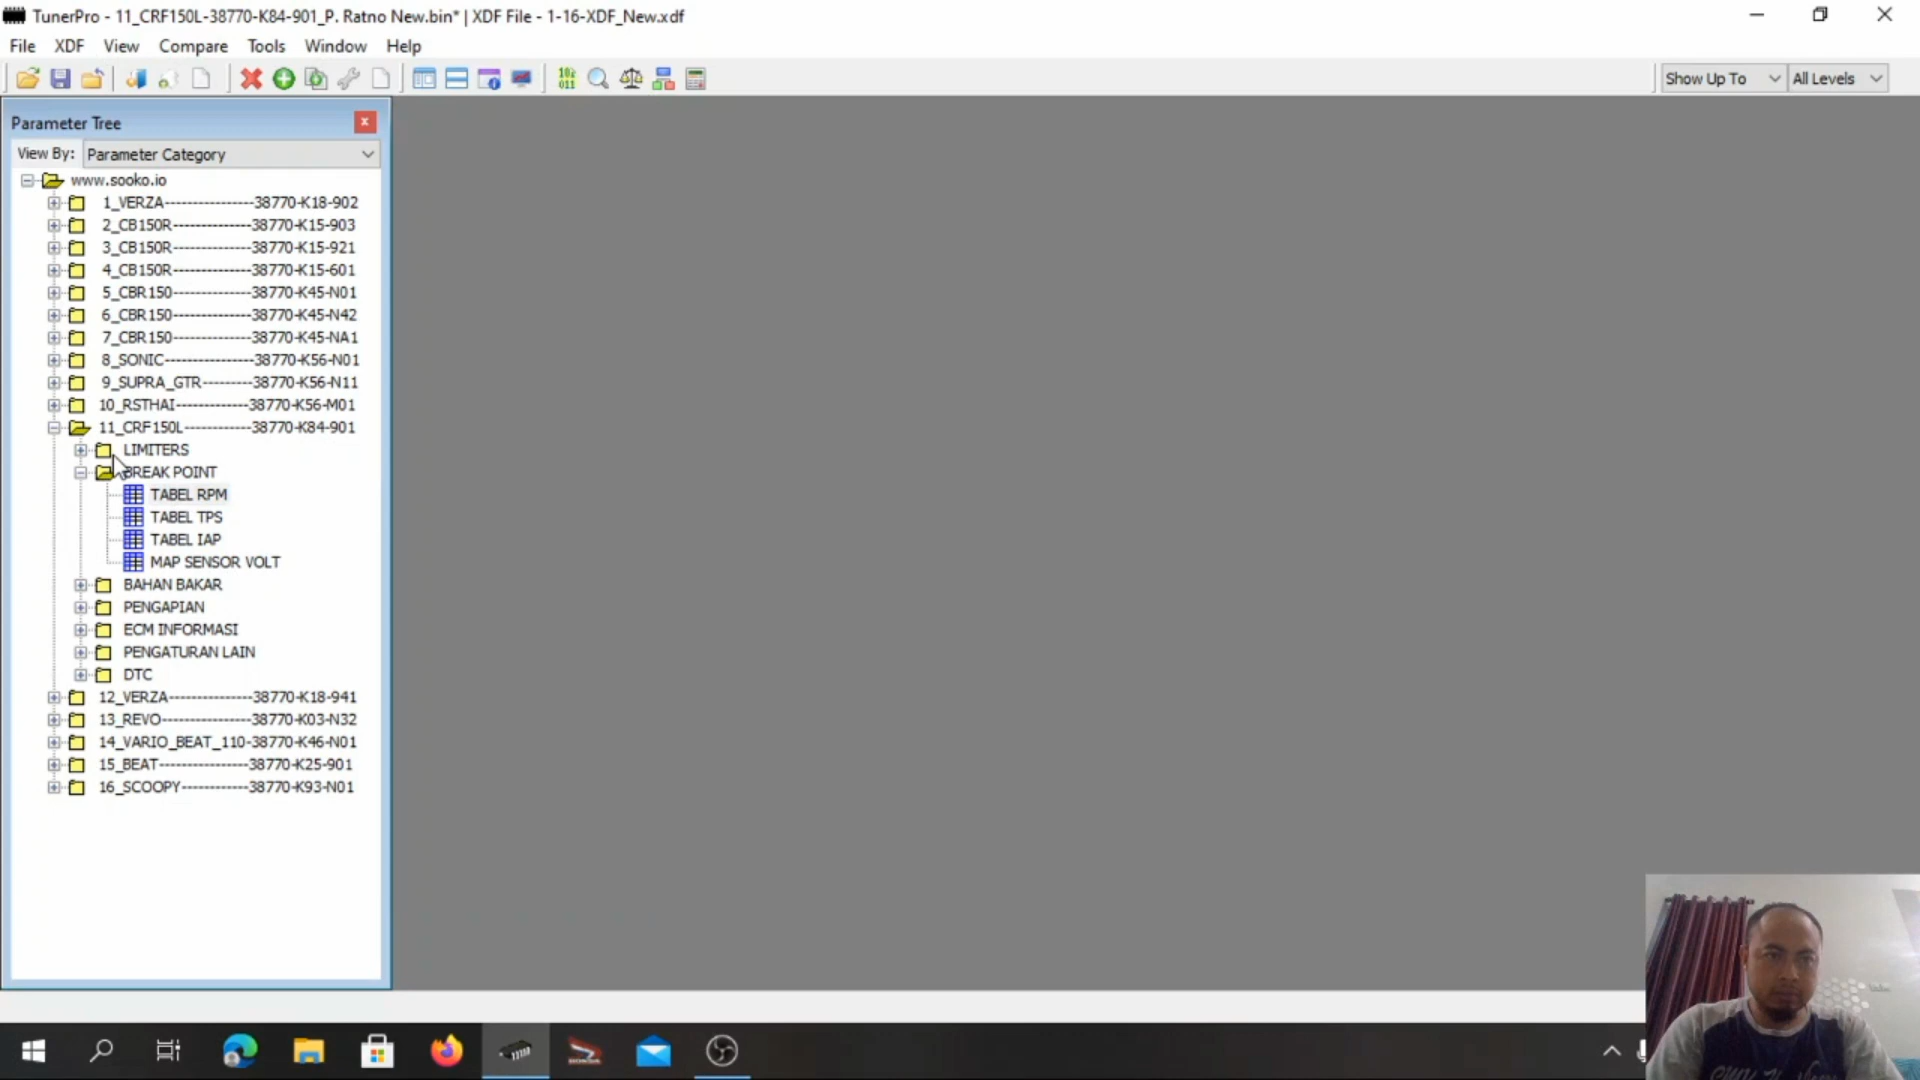 TunerPro - 11_CRF150L-38770-K84-901_P. Ratno New.bin* | XDF File - 1-16-XDF_New.xdf
File XDF View Compare Tools Window Help
Show Up To All Levels
Parameter Tree
View By: Parameter Category
www.sooko.io
1_VERZA----------------38770-K18-902
2_CB150R--------------38770-K15-903
3_CB150R--------------38770-K15-921
4_CB150R--------------38770-K15-601
5_CBR150--------------38770-K45-N01
6_CBR150--------------38770-K45-N42
7_CBR150--------------38770-K45-NA1
8_SONIC----------------38770-K56-N01
9_SUPRA_GTR---------38770-K56-N11
10_RSTHAI-------------38770-K56-M01
11_CRF150L------------38770-K84-901
LIMITERS
BREAK POINT
TABEL RPM
TABEL TPS
TABEL IAP
MAP SENSOR VOLT
BAHAN BAKAR
PENGAPIAN
ECM INFORMASI
PENGATURAN LAIN
DTC
12_VERZA---------------38770-K18-941
13_REVO----------------38770-K03-N32
14_VARIO_BEAT_110-38770-K46-N01
15_BEAT----------------38770-K25-901
16_SCOOPY------------38770-K93-N01